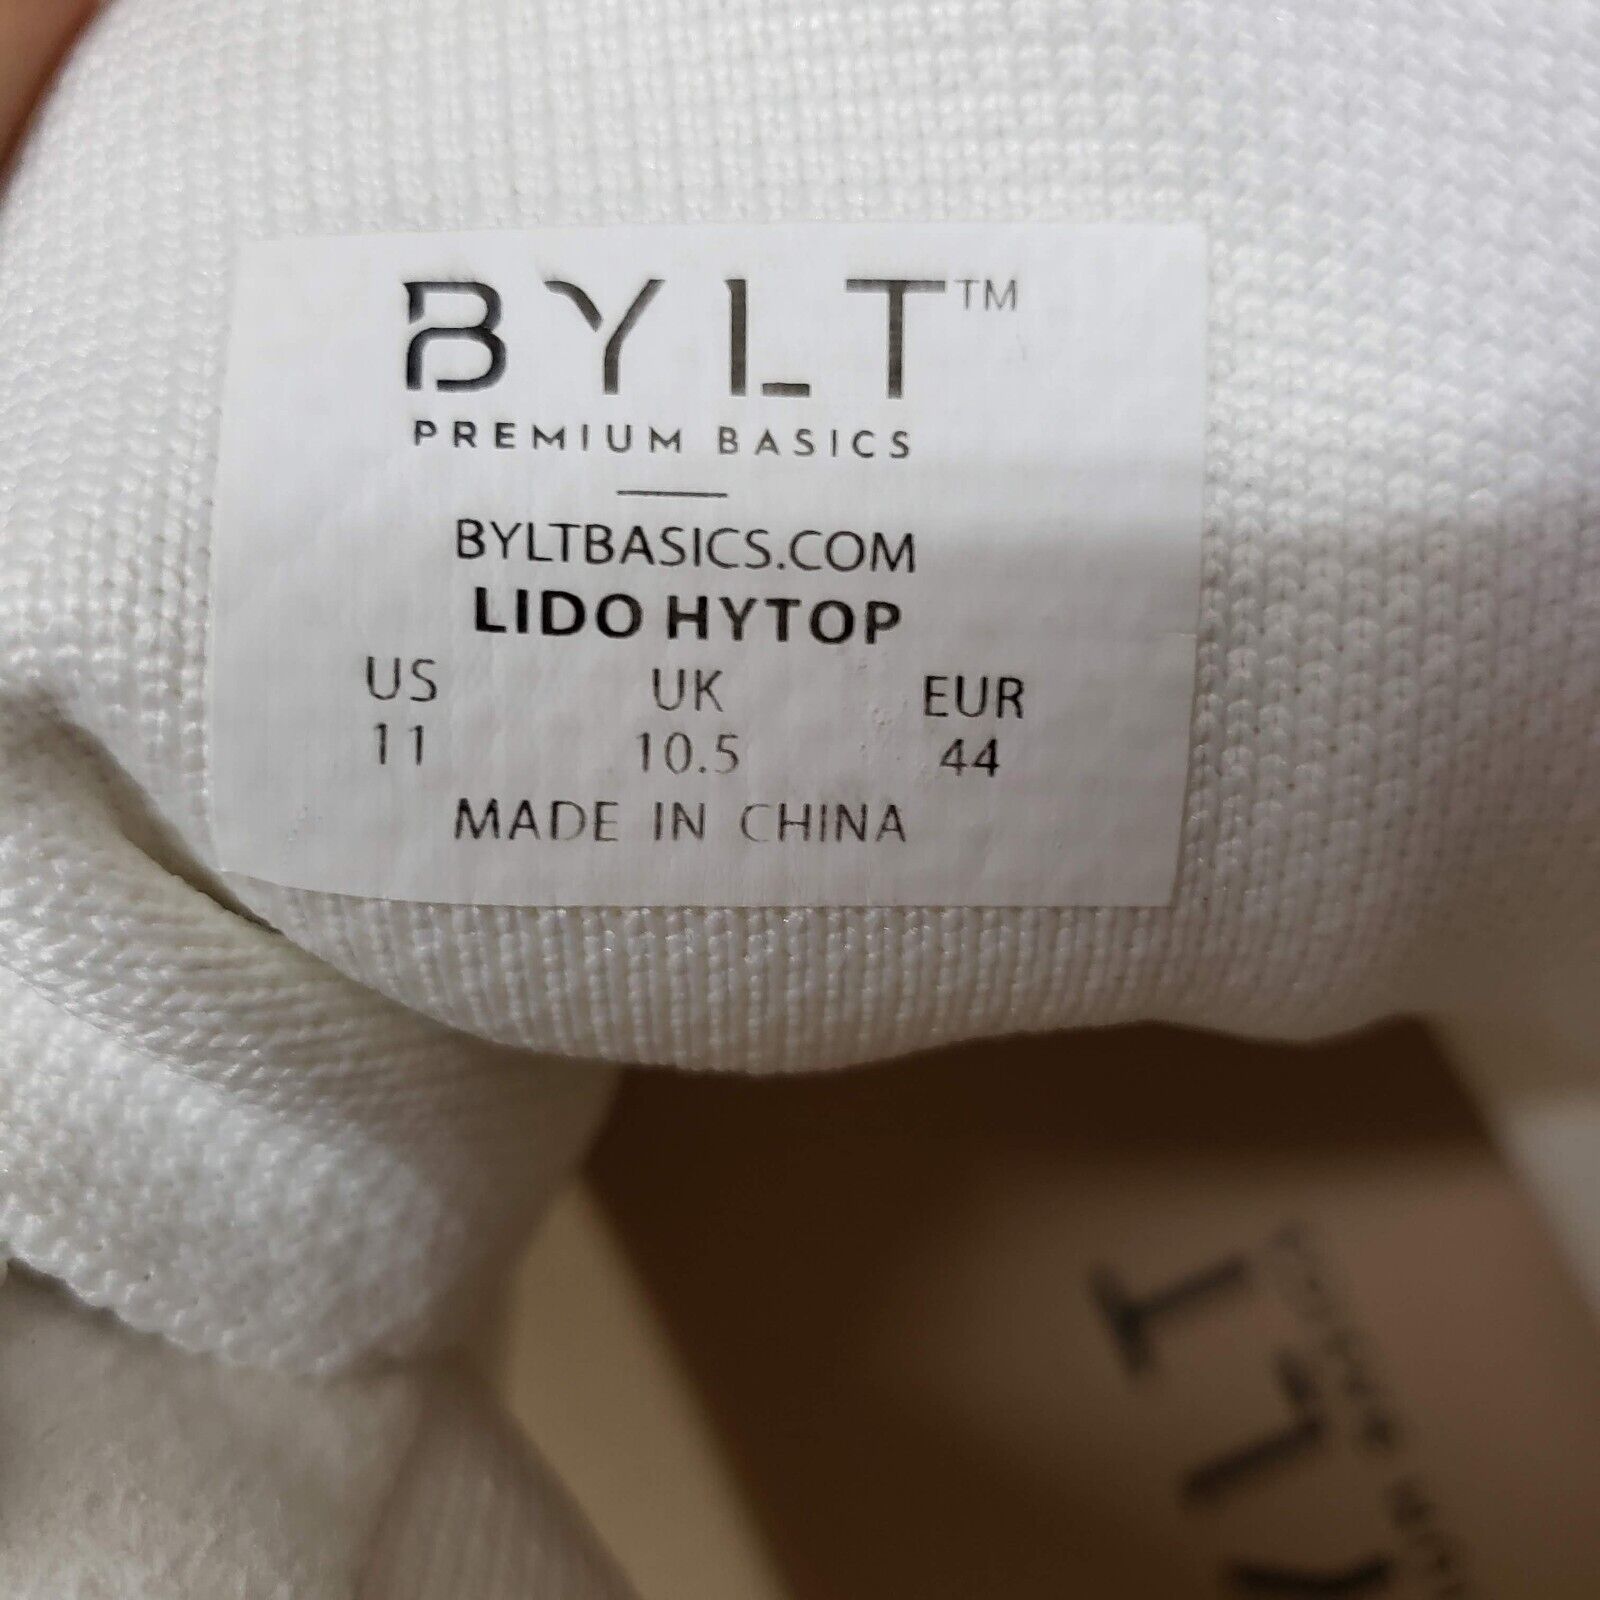 BYLT™
PREMIUM BASICS
BYLTBASICS.COM
LIDO HYTOP
US UK EUR
11 10.5 44
MADE IN CHINA